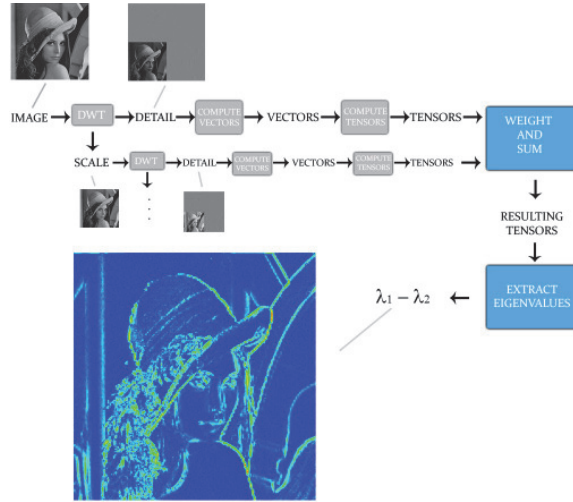 IMAGE DWT DETAIL COMPUTE VECTORS VECTORS COMPUTE TENSORS TENSORS WEIGHT AND SUM
SCALE DWT DETAIL COMPUTE VECTORS VECTORS COMPUTE TENSORS TENSORS
RESULTING
TENSORS
EXTRACT
EIGENVALUES
λ1 − λ2